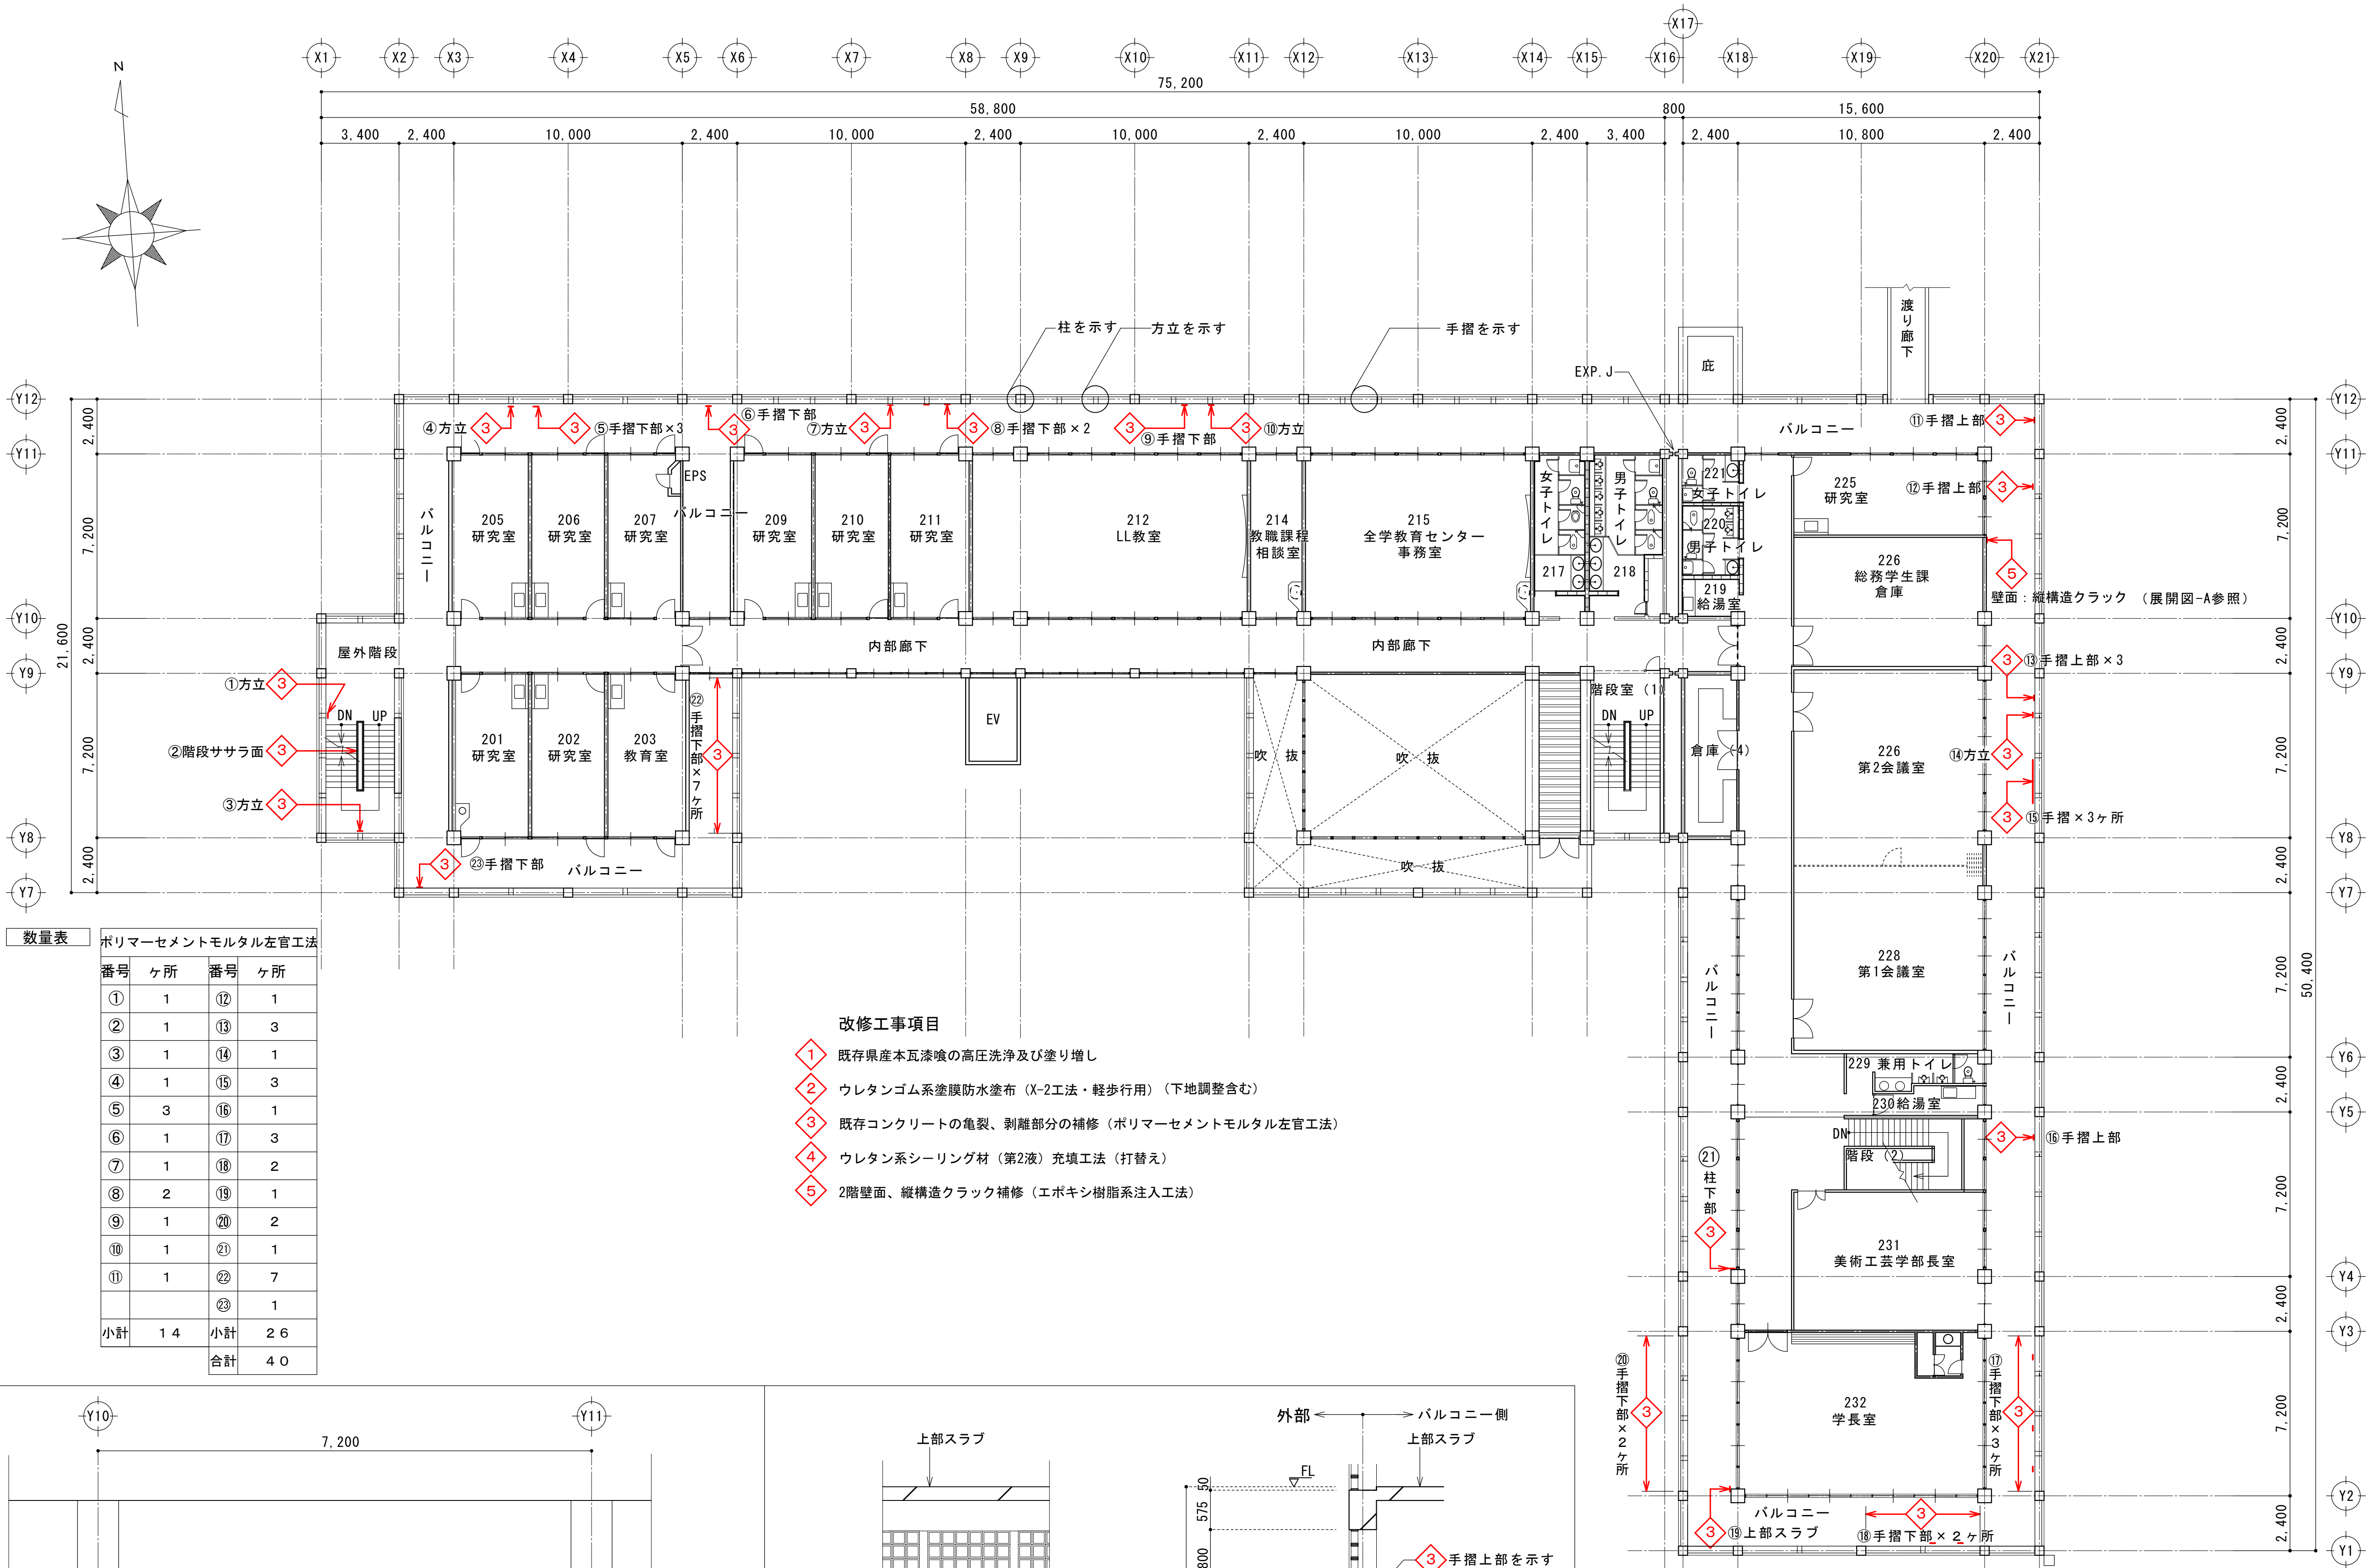 N
X17
X1 X2 X3 X4 X5 X6 X7 X8 X9 X10 X11 X12 X13 X14 X15 X16 X18 X19 X20 X21
75,200
58,800 800 15,600
3,400 2,400 10,000 2,400 10,000 2,400 10,000 2,400 10,000 2,400 3,400 2,400 10,800 2,400
渡り廊下
柱を示す
方立を示す
手摺を示す
EXP.J
庇
Y12
Y11
Y10
Y9
Y8
Y7
21,600
2,400
7,200
2,400
7,200
2,400
④方立 3
3 ⑤手摺下部×3
⑥手摺下部
3
⑦方立 3
3 ⑧手摺下部×2
3
⑨手摺下部
3 ⑩方立
バルコニー
⑪手摺上部 3
⑫手摺上部 3
バルコニー
EPS
バルコニー
205
研究室
206
研究室
207
研究室
209
研究室
210
研究室
211
研究室
212
LL教室
214
教職課程
相談室
215
全学教育センター
事務室
女子トイレ
217
男子トイレ
218
221
女子トイレ
220
男子トイレ
219
給湯室
225
研究室
226
総務学生課
倉庫
5
壁面：縦構造クラック （展開図-A参照）
屋外階段
内部廊下
内部廊下
①方立 3
DN UP
②階段ササラ面 3
③方立 3
201
研究室
202
研究室
203
教育室
㉒手摺下部×7ヶ所
3
EV
吹 抜
吹 抜
吹 抜
階段室（1）
DN UP
倉庫（4）
226
第2会議室
3 ⑬手摺上部×3
⑭方立 3
3 ⑮手摺×3ヶ所
3 ㉓手摺下部
バルコニー
228
第1会議室
バルコニー
バルコニー
229 兼用トイレ
230給湯室
DN
階段（2）
3 ⑯手摺上部
㉑柱下部
3
231
美術工芸学部長室
⑳手摺下部×2ヶ所
3
232
学長室
⑰手摺下部×3ヶ所
3
バルコニー
3 ⑲上部スラブ
3
⑱手摺下部×2ヶ所
Y12
Y11
Y10
Y9
Y8
Y7
Y6
Y5
Y4
Y3
Y2
Y1
50,400
2,400
7,200
2,400
7,200
2,400
7,200
2,400
7,200
2,400
7,200
2,400
数量表
ポリマーセメントモルタル左官工法
番号 ヶ所 番号 ヶ所
① 1 ⑫ 1
② 1 ⑬ 3
③ 1 ⑭ 1
④ 1 ⑮ 3
⑤ 3 ⑯ 1
⑥ 1 ⑰ 3
⑦ 1 ⑱ 2
⑧ 2 ⑲ 1
⑨ 1 ⑳ 2
⑩ 1 ㉑ 1
⑪ 1 ㉒ 7
㉓ 1
小計 14 小計 26
合計 40
改修工事項目
1 既存県産本瓦漆喰の高圧洗浄及び塗り増し
2 ウレタンゴム系塗膜防水塗布（X-2工法・軽歩行用）（下地調整含む）
3 既存コンクリートの亀裂、剥離部分の補修（ポリマーセメントモルタル左官工法）
4 ウレタン系シーリング材（第2液）充填工法（打替え）
5 2階壁面、縦構造クラック補修（エポキシ樹脂系注入工法）
Y10 Y11
7,200
上部スラブ
外部 バルコニー側
上部スラブ
FL
50
575
800
3 手摺上部を示す